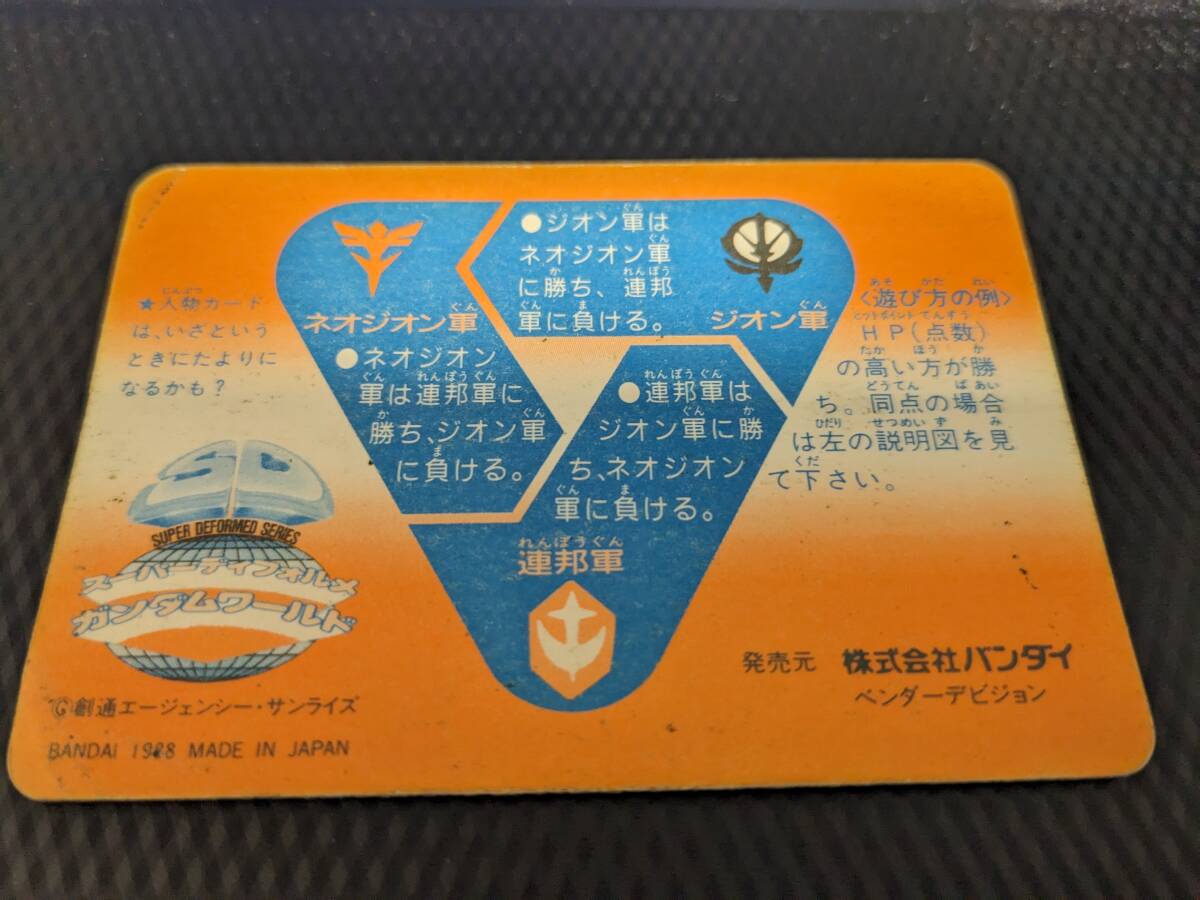 ★人物カード
は、いざという
ときにたよりに
なるかも?
SUPER DEFORMED SERIES
スーパーディフォルメ
ガンダムワールド
©創通エージェンシー・サンライズ
BANDAI 1988 MADE IN JAPAN
ネオジオン軍
●ネオジオン
軍は連邦軍に
勝ち、ジオン軍
に負ける。
●ジオン軍は
ネオジオン軍
に勝ち、連邦
軍に負ける。
ジオン軍
●連邦軍は
ジオン軍に勝
ち、ネオジオン
軍に負ける。
連邦軍
〈遊び方の例〉
HP(点数)
の高い方が勝
ち。同点の場合
は左の説明図を見
て下さい。
発売元 株式会社バンダイ
ベンダーデビジョン